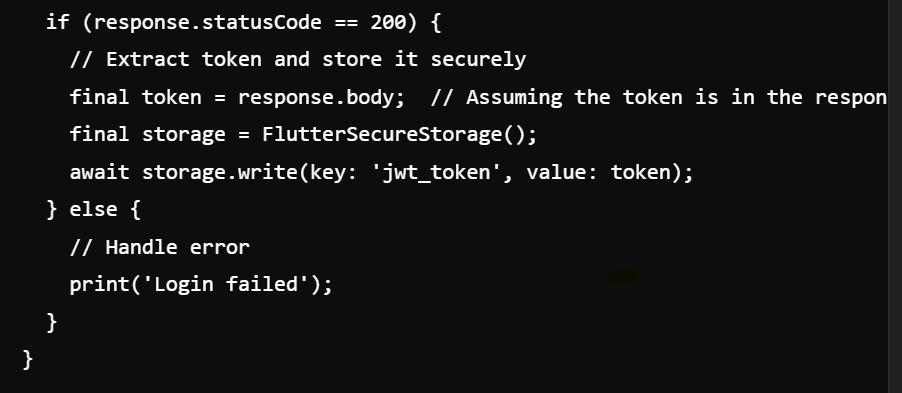 if (response.statusCode == 200) {
// Extract token and store it securely
final token = response.body;  // Assuming the token is in the respon
final storage = FlutterSecureStorage();
await storage.write(key: 'jwt_token', value: token);
} else {
// Handle error
print('Login failed');
}
}